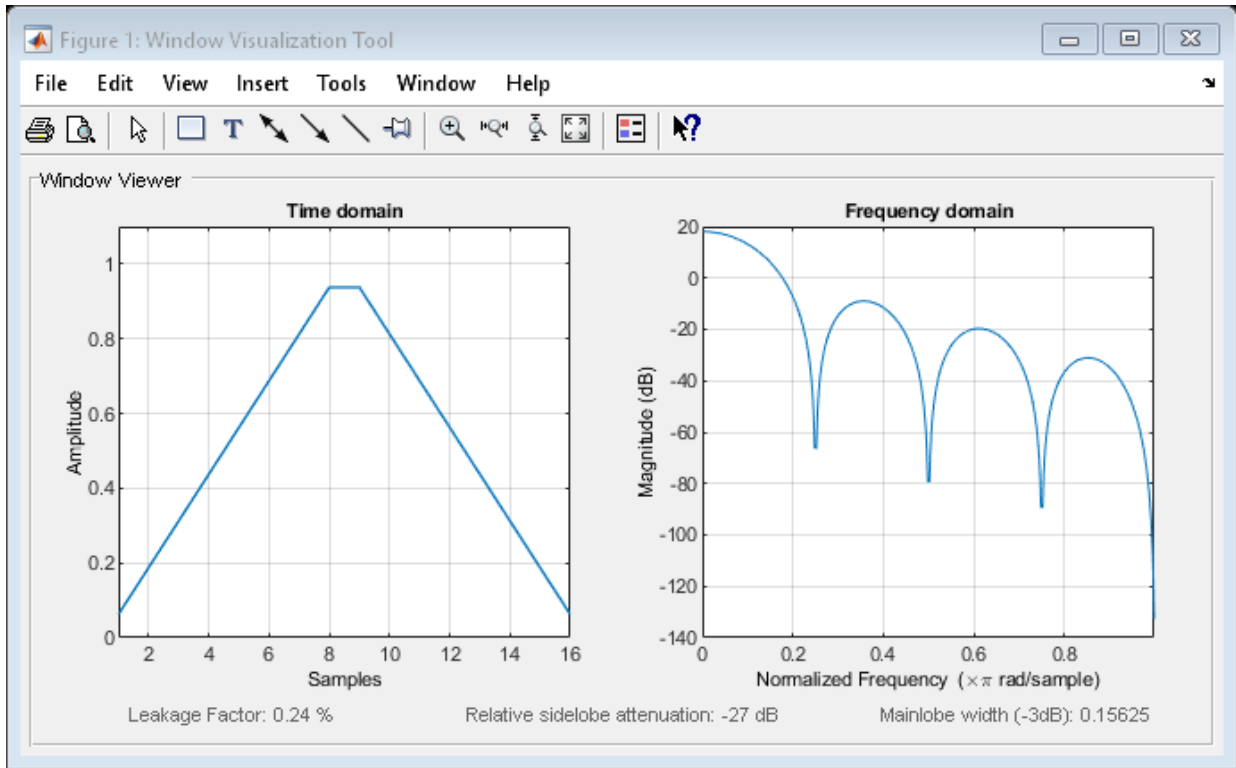 Figure 1: Window Visualization Tool
File Edit View Insert Tools Window Help
T
?
Window Viewer
Time domain
1
0.8
0.6
0.4
0.2
0
Amplitude
2 4 6 8 10 12 14 16
Samples
Frequency domain
20
0
-20
-40
-60
-80
-100
-120
-140
Magnitude (dB)
0 0.2 0.4 0.6 0.8
Normalized Frequency (×π rad/sample)
Leakage Factor: 0.24 % Relative sidelobe attenuation: -27 dB Mainlobe width (-3dB): 0.15625